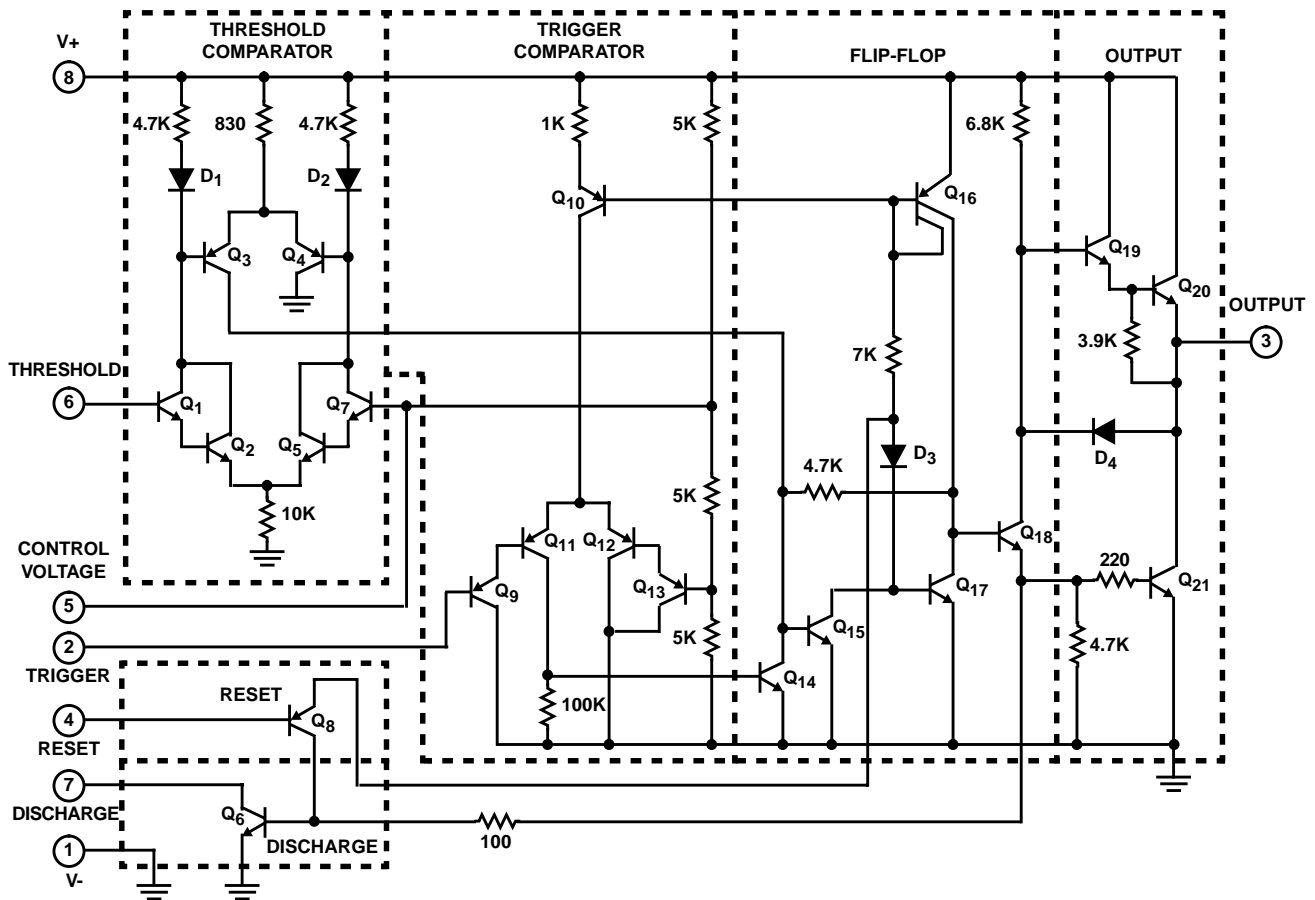 THRESHOLD
COMPARATOR
TRIGGER
COMPARATOR
FLIP-FLOP
OUTPUT
V+
8
4.7K
830
4.7K
1K
5K
6.8K
D1
D2
Q10
Q16
Q3
Q4
Q19
Q20
OUTPUT
3
3.9K
7K
THRESHOLD
6
Q1
Q7
Q2
Q5
D3
D4
4.7K
5K
10K
Q11
Q12
Q18
CONTROL
VOLTAGE
5
Q9
Q13
Q17
220
Q21
2
TRIGGER
5K
Q15
4.7K
Q14
RESET
100K
4
RESET
Q8
7
DISCHARGE
Q6
DISCHARGE
100
1
V-